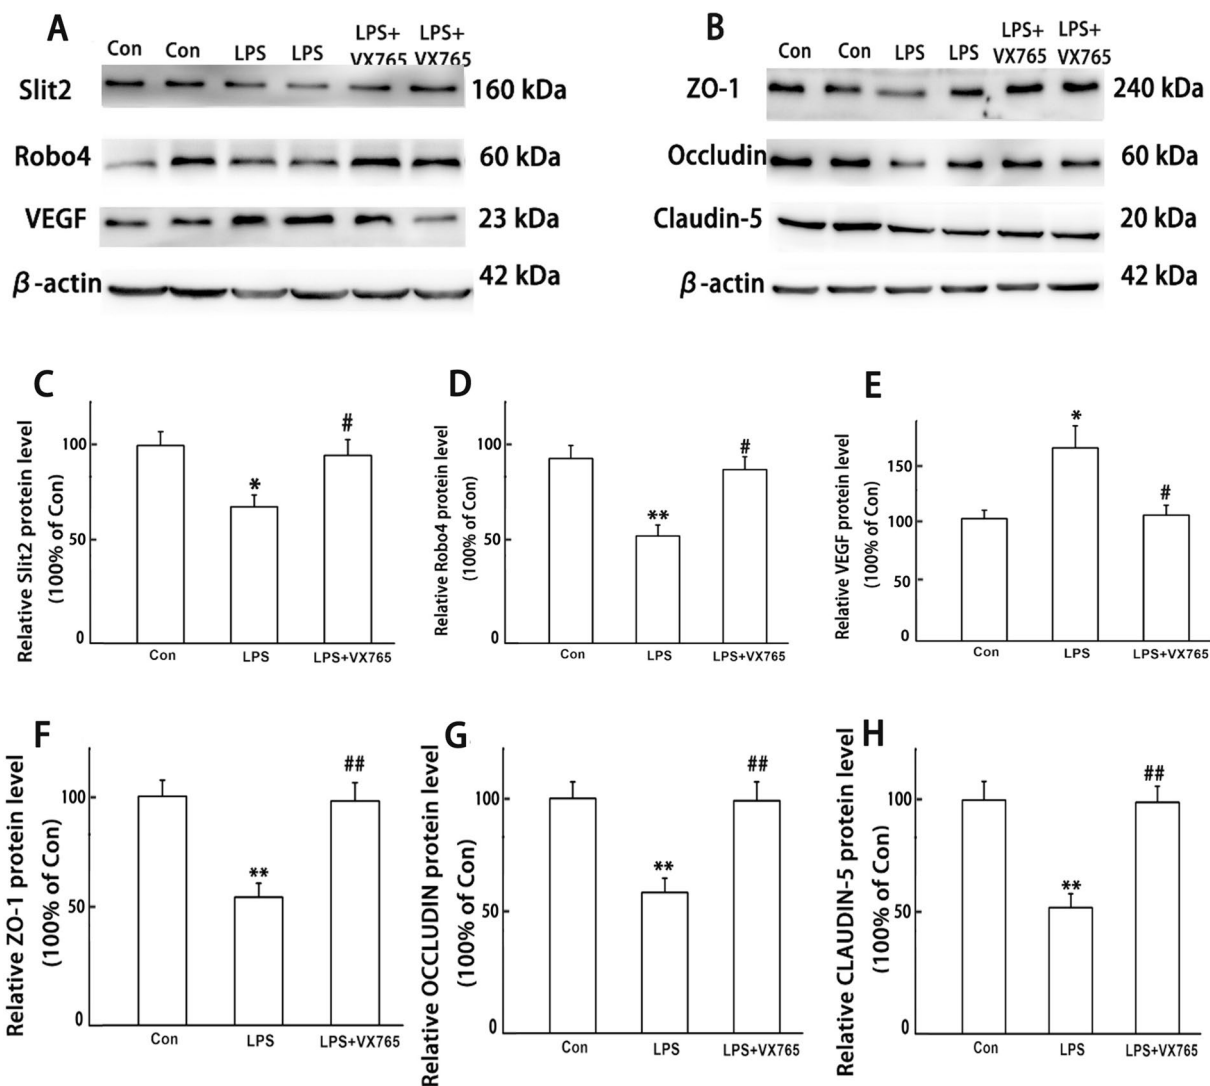 A
Con Con LPS LPS LPS+ VX765 LPS+ VX765
Slit2 160 kDa
Robo4 60 kDa
VEGF 23 kDa
β-actin 42 kDa
B
Con Con LPS LPS LPS+ VX765 LPS+ VX765
ZO-1 240 kDa
Occludin 60 kDa
Claudin-5 20 kDa
β-actin 42 kDa
C
Relative Slit2 protein level
(100% of Con)
100
50
0
*
#
Con LPS LPS+VX765
D
Relative Robo4 protein level
(100% of Con)
100
50
0
**
#
Con LPS LPS+VX765
E
Relative VEGF protein level
(100% of Con)
150
100
50
0
*
#
Con LPS LPS+VX765
F
Relative ZO-1 protein level
(100% of Con)
100
50
0
**
##
Con LPS LPS+VX765
G
Relative OCCLUDIN protein level
(100% of Con)
100
50
0
**
##
Con LPS LPS+VX765
H
Relative CLAUDIN-5 protein level
(100% of Con)
100
50
0
**
##
Con LPS LPS+VX765